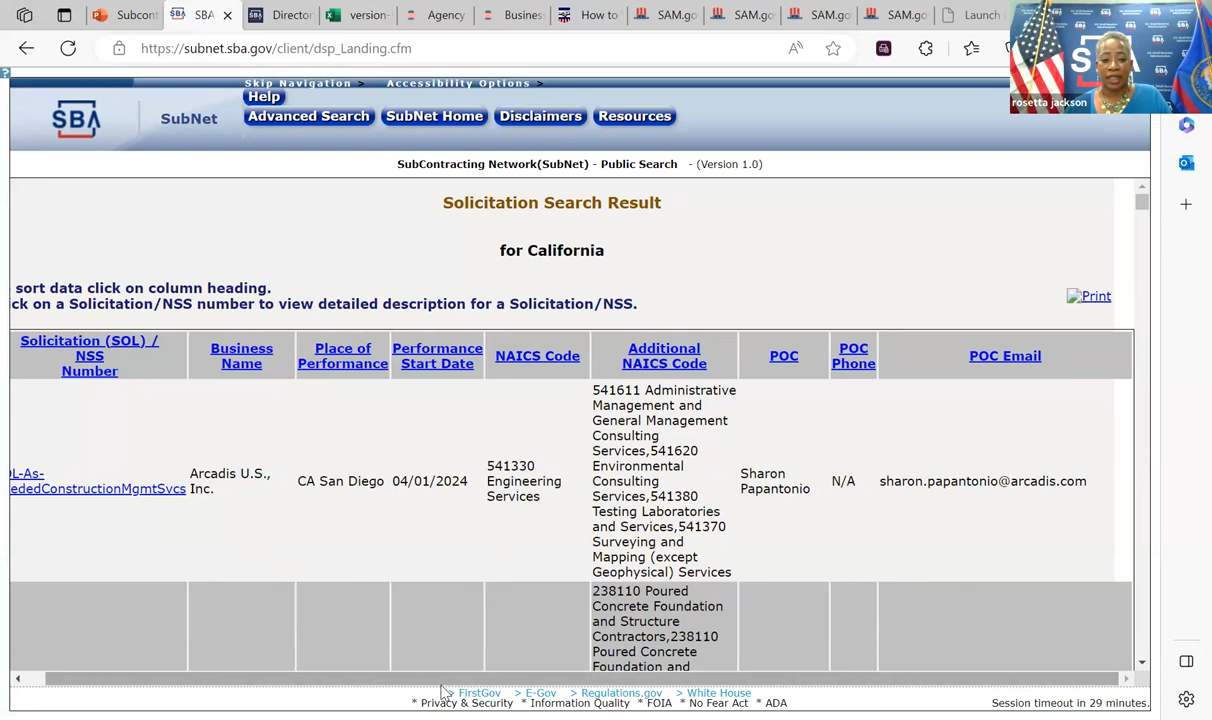 Subcont
SBA
Director
version-
Agency
Busines
How to
SAM.go
SAM.go
SAM.go
SAM.go
Launch
https://subnet.sba.gov/client/dsp_Landing.cfm
rosetta jackson
Skip Navigation > Accessibility Options >
Help
SBA
SubNet
Advanced Search
SubNet Home
Disclaimers
Resources
SubContracting Network(SubNet) - Public Search - (Version 1.0)
Solicitation Search Result
for California
sort data click on column heading.
ck on a Solicitation/NSS number to view detailed description for a Solicitation/NSS.
Print
Solicitation (SOL) /
NSS
Number
Business
Name
Place of
Performance
Performance
Start Date
NAICS Code
Additional
NAICS Code
POC
POC
Phone
POC Email
OL-As-
ededConstructionMgmtSvcs
Arcadis U.S.,
Inc.
CA San Diego
04/01/2024
541330
Engineering
Services
541611 Administrative
Management and
General Management
Consulting
Services,541620
Environmental
Consulting
Services,541380
Testing Laboratories
and Services,541370
Surveying and
Mapping (except
Geophysical) Services
Sharon
Papantonio
N/A
sharon.papantonio@arcadis.com
238110 Poured
Concrete Foundation
and Structure
Contractors,238110
Poured Concrete
Foundation and
> FirstGov > E-Gov > Regulations.gov > White House
* Privacy & Security * Information Quality * FOIA * No Fear Act * ADA
Session timeout in 29 minutes.